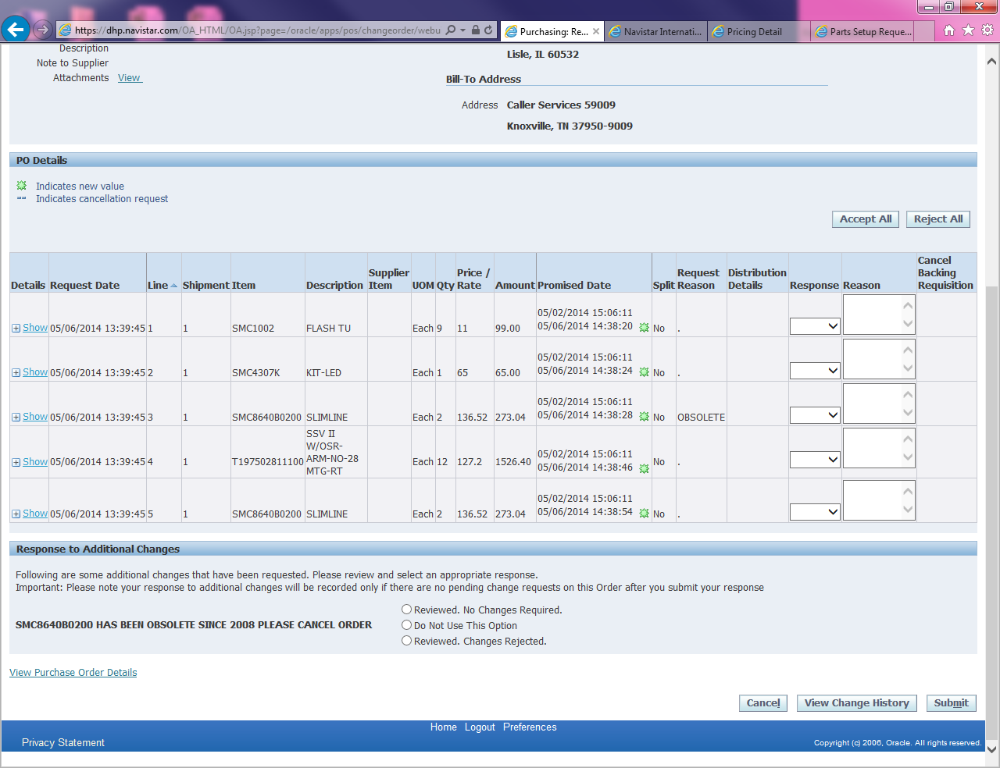 https://dhp.navistar.com/OA_HTML/OA.jsp?page=/oracle/apps/pos/changeorder/webu
Purchasing: Re...
Navistar Internati...
Pricing Detail
Parts Setup Reque...
Description
Note to Supplier
Attachments View
Lisle, IL 60532
Bill-To Address
Address Caller Services 59009
Knoxville, TN 37950-9009
PO Details
Indicates new value
Indicates cancellation request
Accept All Reject All
Details Request Date Line Shipment Item Description Supplier Item UOM Qty Price / Rate Amount Promised Date Split Request Reason Distribution Details Response Reason Cancel Backing Requisition
Show 05/06/2014 13:39:45 1 1 SMC1002 FLASH TU Each 9 11 99.00 05/02/2014 15:06:11 05/06/2014 14:38:20 No .
Show 05/06/2014 13:39:45 2 1 SMC4307K KIT-LED Each 1 65 65.00 05/02/2014 15:06:11 05/06/2014 14:38:24 No .
Show 05/06/2014 13:39:45 3 1 SMC8640B0200 SLIMLINE Each 2 136.52 273.04 05/02/2014 15:06:11 05/06/2014 14:38:28 No OBSOLETE
Show 05/06/2014 13:39:45 4 1 T197502811100 SSV II W/OSR-ARM-NO-28 MTG-RT Each 12 127.2 1526.40 05/02/2014 15:06:11 05/06/2014 14:38:46 No .
Show 05/06/2014 13:39:45 5 1 SMC8640B0200 SLIMLINE Each 2 136.52 273.04 05/02/2014 15:06:11 05/06/2014 14:38:54 No .
Response to Additional Changes
Following are some additional changes that have been requested. Please review and select an appropriate response.
Important: Please note your response to additional changes will be recorded only if there are no pending change requests on this Order after you submit your response
Reviewed. No Changes Required.
SMC8640B0200 HAS BEEN OBSOLETE SINCE 2008 PLEASE CANCEL ORDER
Do Not Use This Option
Reviewed. Changes Rejected.
View Purchase Order Details
Cancel View Change History Submit
Home Logout Preferences
Privacy Statement
Copyright (c) 2006, Oracle. All rights reserved.